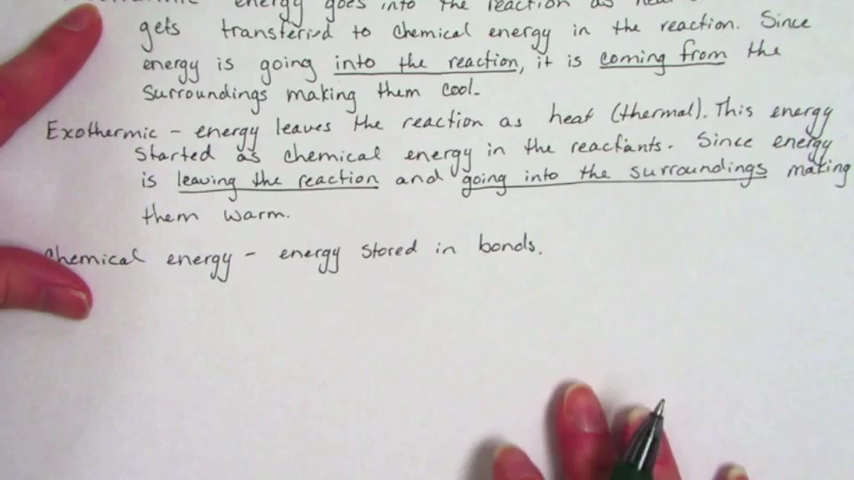 energy goes into the reaction as
gets transferred to chemical energy in the reaction. Since
energy is going into the reaction, it is coming from the
surroundings making them cool.
Exothermic - energy leaves the reaction as heat (thermal). This energy
started as chemical energy in the reactants. Since energy
is leaving the reaction and going into the surroundings making
them warm.
Chemical energy - energy stored in bonds.